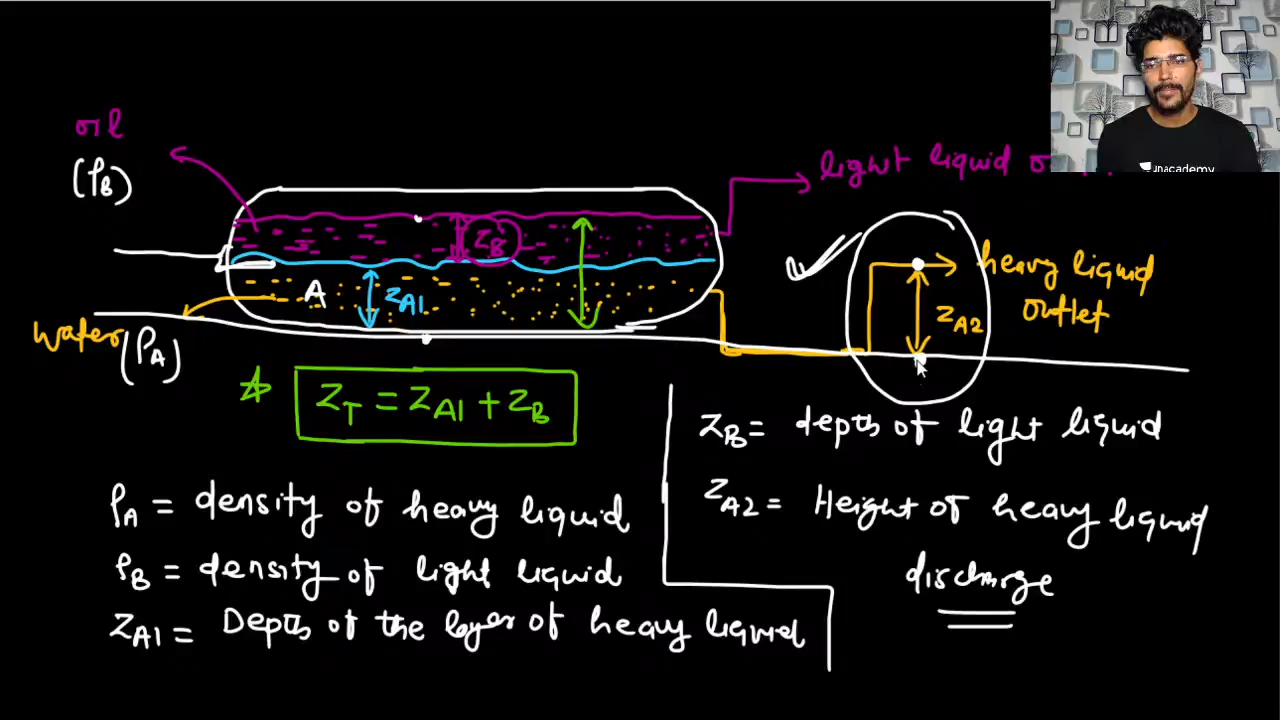 oil
(ρB)
light liquid
unacademy
ZB
A
ZA1
heavy liquid
outlet
ZA2
water (ρA)
ZT = ZA1 + ZB
ZB = depth of light liquid
ZA2 = Height of heavy liquid
discharge
ρA = density of heavy liquid
ρB = density of light liquid
ZA1 = Depth of the layer of heavy liquid